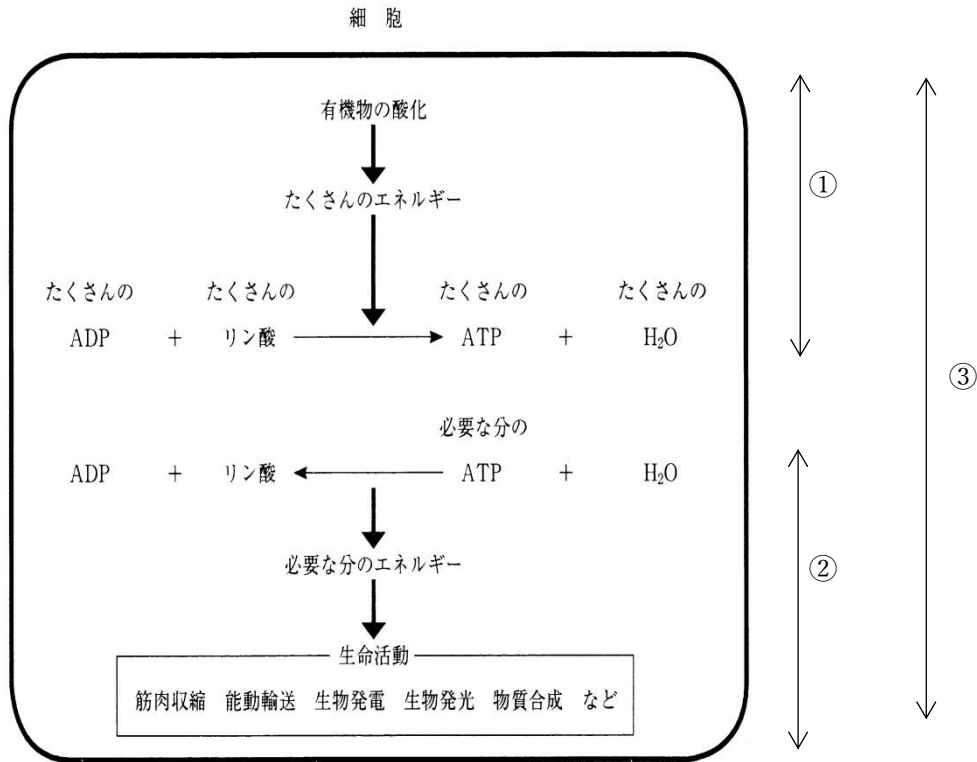 細 胞
有機物の酸化
①
たくさんのエネルギー
たくさんの たくさんの たくさんの たくさんの
ADP + リン酸 ATP + H₂O
③
必要な分の
ADP + リン酸 ATP + H₂O
必要な分のエネルギー
②
生命活動
筋肉収縮 能動輸送 生物発電 生物発光 物質合成 など